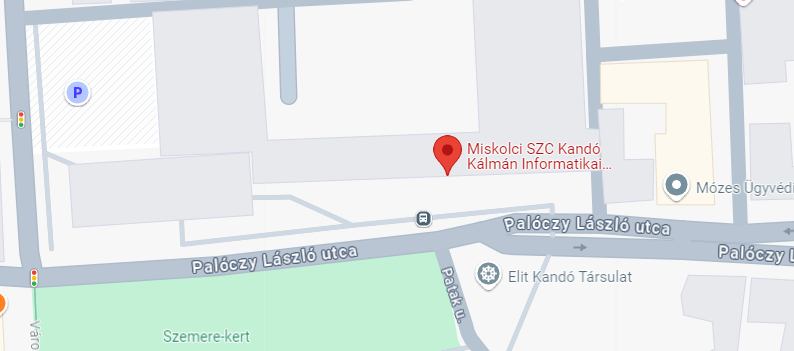 P
Miskolci SZC Kandó
Kálmán Informatikai...
Mózes Ügyvédi
Palóczy László utca
Palóczy L
Palóczy László utca
Elit Kandó Társulat
Patak u.
Szemere-kert
Váro